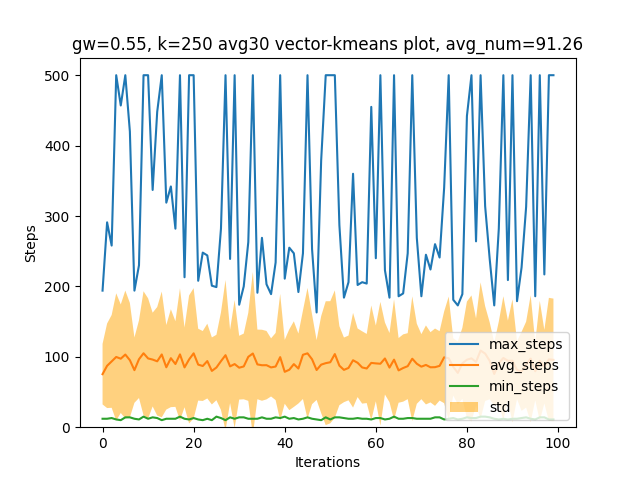 gw=0.55, k=250 avg30 vector-kmeans plot, avg_num=91.26
500
400
300
200
100
0
Steps
max_steps
avg_steps
min_steps
std
0
20
40
60
80
100
Iterations